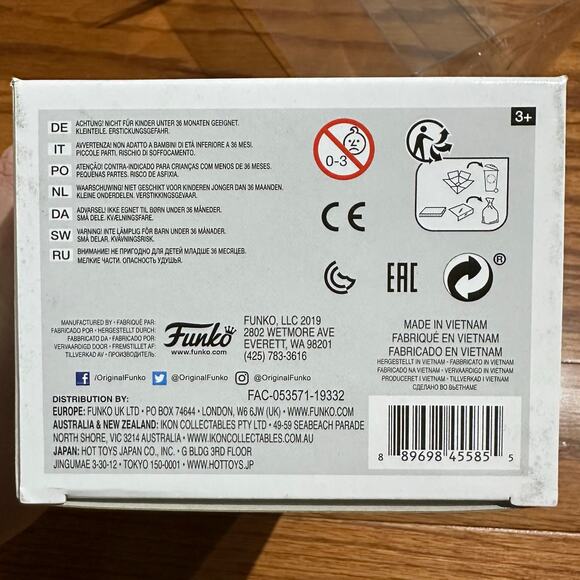 3+
DE ACHTUNG! NICHT FÜR KINDER UNTER 36 MONATEN GEEIGNET.
KLEINTEILE. ERSTICKUNGSGEFAHR.
IT AVVERTENZA! NON ADATTO A BAMBINI DI ETÀ INFERIORE A 36 MESI.
PICCOLE PARTI, RISCHIO DI SOFFOCAMENTO.
PO ATENÇÃO! CONTRA-INDICADO PARA CRIANÇAS COM MENOS DE 36 MESES.
PEQUENAS PARTES. RISCO DE ASFIXIA.
NL WAARSCHUWING! NIET GESCHIKT VOOR KINDEREN JONGER DAN 36 MAANDEN.
KLEINE ONDERDELEN. VERSTIKKINGSGEVAAR.
DA ADVARSEL! IKKE EGNET TIL BØRN UNDER 36 MÅNEDER.
SMÅ DELE. KVÆLNINGSFARE.
SW VARNING! INTE LÄMPLIG FÖR BARN UNDER 36 MÅNADER.
SMÅ DELAR. KVÄVNINGSRISK.
RU ВНИМАНИЕ! НЕ ПРИГОДНО ДЛЯ ДЕТЕЙ МЛАДШЕ 36 МЕСЯЦЕВ.
МЕЛКИЕ ЧАСТИ. ОПАСНОСТЬ УДУШЬЯ.
0-3
CE
EAC
®
MANUFACTURED BY • FABRIQUÉ PAR:
FABRICADO POR • HERGESTELLT DURCH:
FABBRICATO DA • FABRICADO POR:
VERVAARDIGD DOOR • FREMSTILLET AF:
TILLVERKAD AV • ПРОИЗВОДИТЕЛЬ:
Funko
www.funko.com
FUNKO, LLC 2019
2802 WETMORE AVE
EVERETT, WA 98201
(425) 783-3616
MADE IN VIETNAM
FABRIQUÉ EN VIETNAM
FABRICADO EN VIETNAM
HERGESTELLT IN VIETNAM • FABBRICATO IN VIETNAM
FABRICADO NA VIETNAM • VERVAARDIGD IN VIETNAM
PRODUCERET I VIETNAM • TILLVERKAD I VIETNAM
СДЕЛАНО ВО ВЬЕТНАМЕ
/OriginalFunko @OriginalFunko @OriginalFunko
FAC-053571-19332
DISTRIBUTION BY:
EUROPE: FUNKO UK LTD • PO BOX 74644 • LONDON, W6 6JW (UK) • WWW.FUNKO.COM
AUSTRALIA & NEW ZEALAND: IKON COLLECTABLES PTY LTD • 49-59 SEABEACH PARADE
NORTH SHORE, VIC 3214 AUSTRALIA • WWW.IKONCOLLECTABLES.COM.AU
JAPAN: HOT TOYS JAPAN CO., INC. • G BLDG 3RD FLOOR
JINGUMAE 3-30-12 • TOKYO 150-0001 • WWW.HOTTOYS.JP
8 89698 45585 5